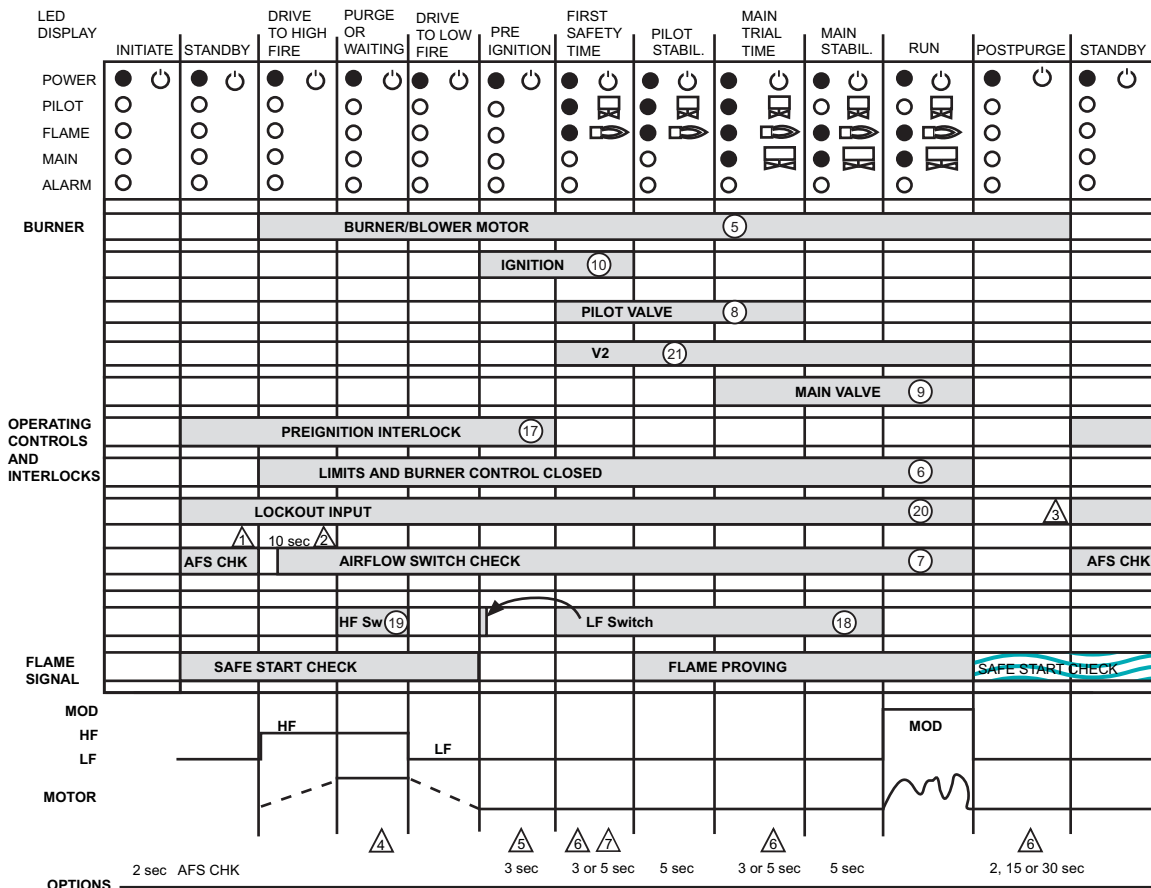 LED DISPLAY
INITIATE
STANDBY
DRIVE TO HIGH FIRE
PURGE OR WAITING
DRIVE TO LOW FIRE
PRE IGNITION
FIRST SAFETY TIME
PILOT STABIL.
MAIN TRIAL TIME
MAIN STABIL.
RUN
POSTPURGE
STANDBY
POWER
PILOT
FLAME
MAIN
ALARM
BURNER
BURNER/BLOWER MOTOR 5
IGNITION 10
PILOT VALVE 8
V2 21
MAIN VALVE 9
OPERATING CONTROLS AND INTERLOCKS
PREIGNITION INTERLOCK 17
LIMITS AND BURNER CONTROL CLOSED 6
LOCKOUT INPUT 20
1 10 sec 2 3
AFS CHK AIRFLOW SWITCH CHECK 7 AFS CHK
HF Sw 19 LF Switch 18
FLAME SIGNAL
SAFE START CHECK FLAME PROVING SAFE START CHECK
MOD
HF
LF
HF LF MOD
MOTOR
4 5 6 7 6 6
2 sec AFS CHK 3 sec 3 or 5 sec 5 sec 3 or 5 sec 5 sec 2, 15 or 30 sec
OPTIONS